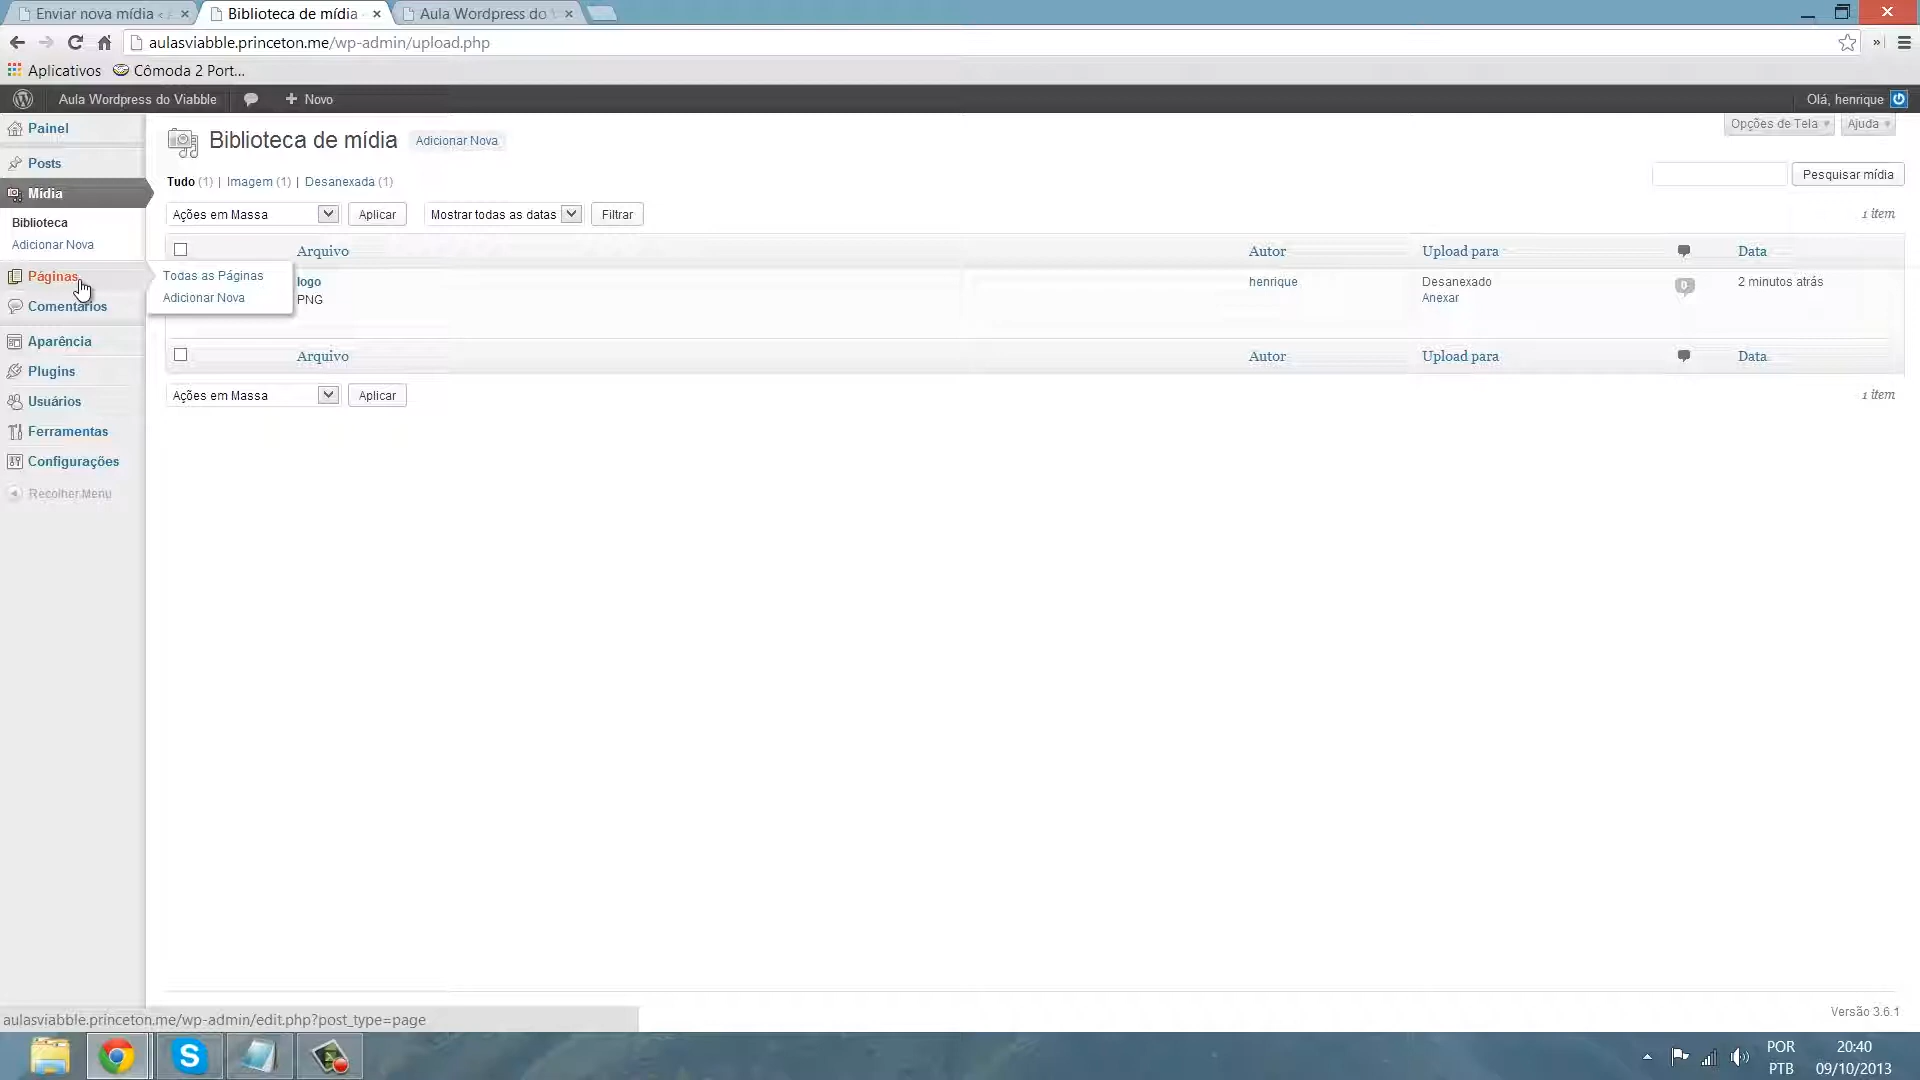 Enviar nova mídia ‹
Biblioteca de mídia
Aula Wordpress do
aulasviabble.princeton.me/wp-admin/upload.php
Aplicativos
Cômoda 2 Port...
Aula Wordpress do Viabble
Novo
Olá, henrique
Painel
Posts
Mídia
Biblioteca
Adicionar Nova
Páginas
Todas as Páginas
Adicionar Nova
Comentários
Aparência
Plugins
Usuários
Ferramentas
Configurações
Recolher Menu
Biblioteca de mídia Adicionar Nova
Opções de Tela
Ajuda
Tudo (1) | Imagem (1) | Desanexada (1)
Pesquisar mídia
Ações em Massa Aplicar Mostrar todas as datas Filtrar 1 item
Arquivo Autor Upload para Data
logo henrique Desanexado 0 2 minutos atrás
PNG Anexar
Arquivo Autor Upload para Data
Ações em Massa Aplicar 1 item
Versão 3.6.1
aulasviabble.princeton.me/wp-admin/edit.php?post_type=page
POR 20:40
PTB 09/10/2013